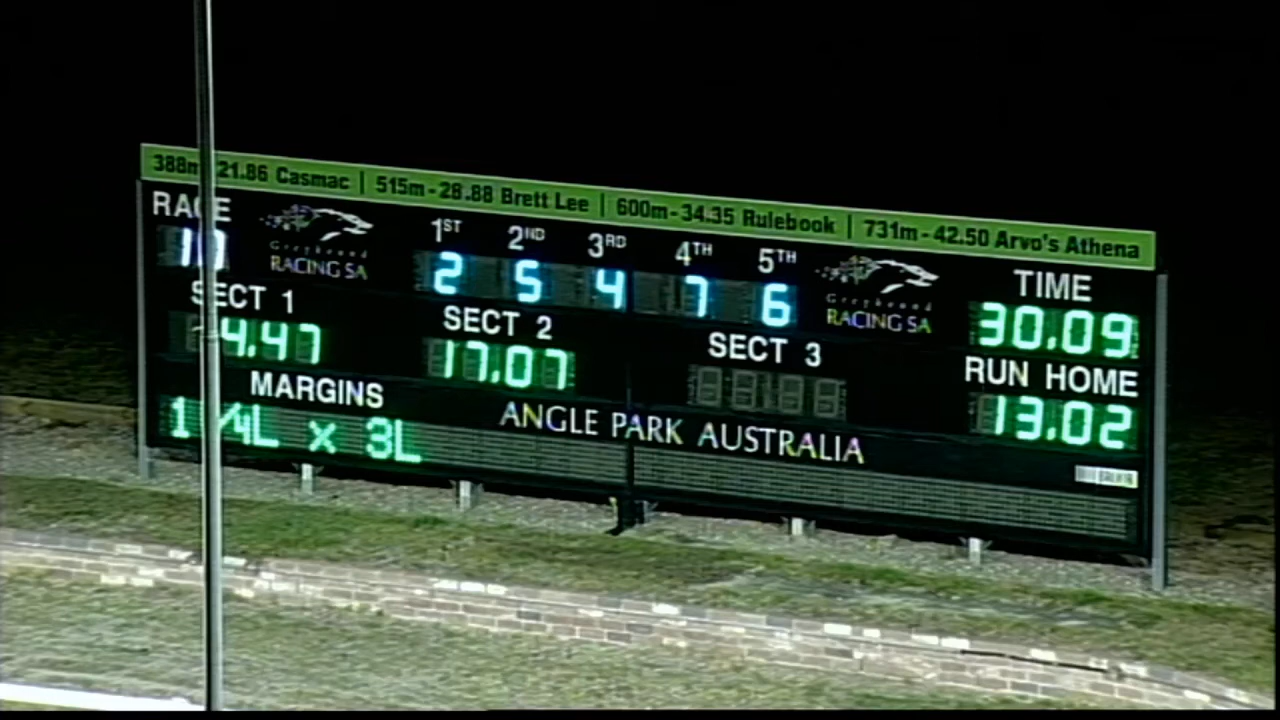 388m 21.86 Casmac | 515m - 28.88 Brett Lee | 600m - 34.35 Rulebook | 731m - 42.50 Arvo's Athena
RACE 1ST 2ND 3RD 4TH 5TH TIME
10 Greyhound RACING SA 2 5 4 7 6 Greyhound RACING SA 30.09
SECT 1 SECT 2 SECT 3 RUN HOME
4.47 17.07 13.02
MARGINS ANGLE PARK AUSTRALIA
1 /4L x 3L